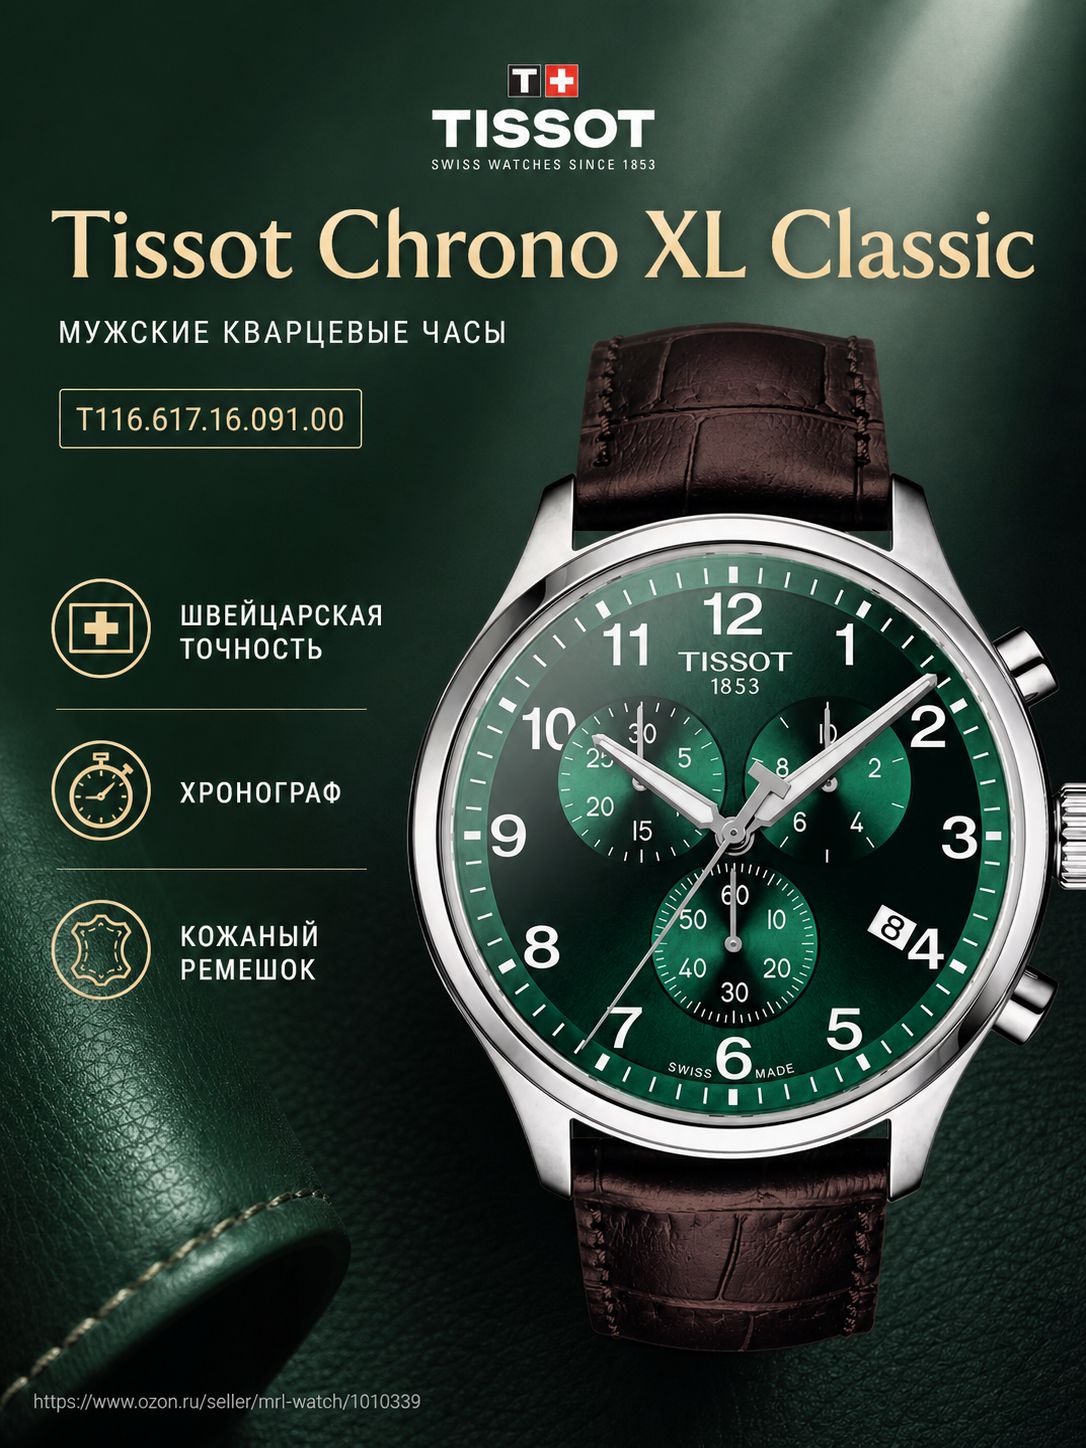 T+
TISSOT
SWISS WATCHES SINCE 1853
Tissot Chrono XL Classic
МУЖСКИЕ КВАРЦЕВЫЕ ЧАСЫ
T116.617.16.091.00
ШВЕЙЦАРСКАЯ
ТОЧНОСТЬ
ХРОНОГРАФ
КОЖАНЫЙ
РЕМЕШОК
12
11
1
TISSOT
1853
10
2
30
25
5
20
15
10
8
2
6
4
9
3
60
50
10
40
20
30
8
8
4
7
5
6
SWISS MADE
https://www.ozon.ru/seller/mrl-watch/1010339